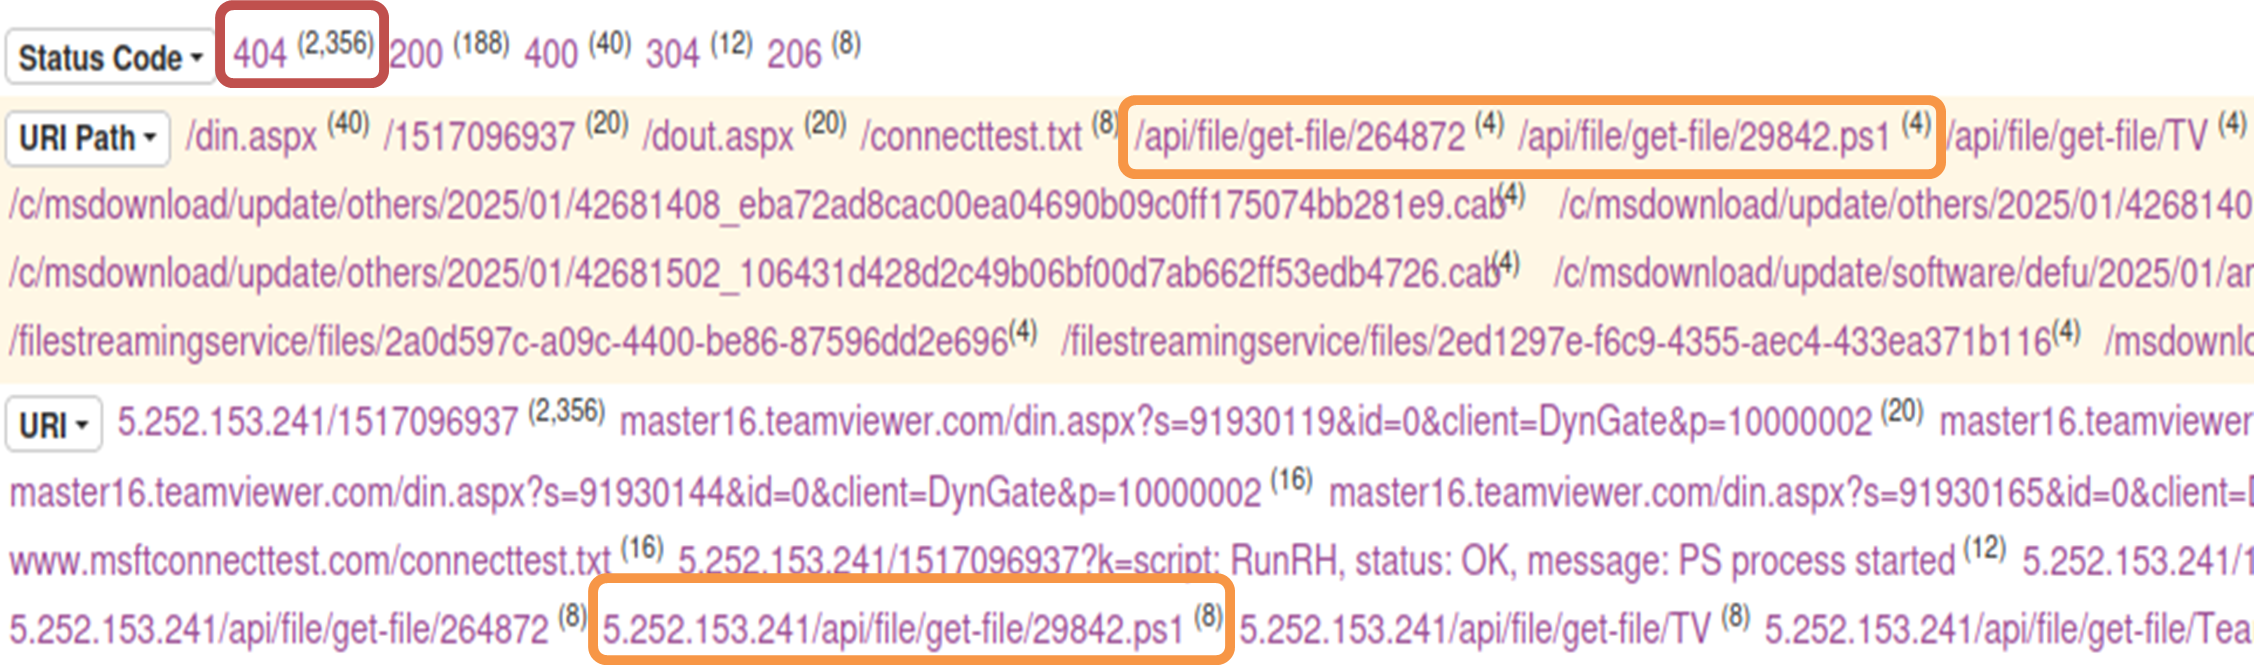 Status Code 404 (2,356) 200 (188) 400 (40) 304 (12) 206 (8)
URI Path /din.aspx (40) /1517096937 (20) /dout.aspx (20) /connecttest.txt (8) /api/file/get-file/264872 (4) /api/file/get-file/29842.ps1 (4) /api/file/get-file/TV (4)
/c/msdownload/update/others/2025/01/42681408_eba72ad8cac00ea04690b09c0ff175074bb281e9.cab (4) /c/msdownload/update/others/2025/01/4268140
/c/msdownload/update/others/2025/01/42681502_106431d428d2c49b06bf00d7ab662ff53edb4726.cab (4) /c/msdownload/update/software/defu/2025/01/ar
/filestreamingservice/files/2a0d597c-a09c-4400-be86-87596dd2e696 (4) /filestreamingservice/files/2ed1297e-f6c9-4355-aec4-433ea371b116 (4) /msdownlo
URI 5.252.153.241/1517096937 (2,356) master16.teamviewer.com/din.aspx?s=91930119&id=0&client=DynGate&p=10000002 (20) master16.teamviewer
master16.teamviewer.com/din.aspx?s=91930144&id=0&client=DynGate&p=10000002 (16) master16.teamviewer.com/din.aspx?s=91930165&id=0&client=D
www.msftconnecttest.com/connecttest.txt (16) 5.252.153.241/1517096937?k=script: RunRH, status: OK, message: PS process started (12) 5.252.153.241/1
5.252.153.241/api/file/get-file/264872 (8) 5.252.153.241/api/file/get-file/29842.ps1 (8) 5.252.153.241/api/file/get-file/TV (8) 5.252.153.241/api/file/get-file/Tea